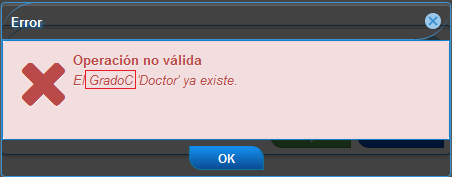 Error
Operación no válida
El GradoC 'Doctor' ya existe.
OK